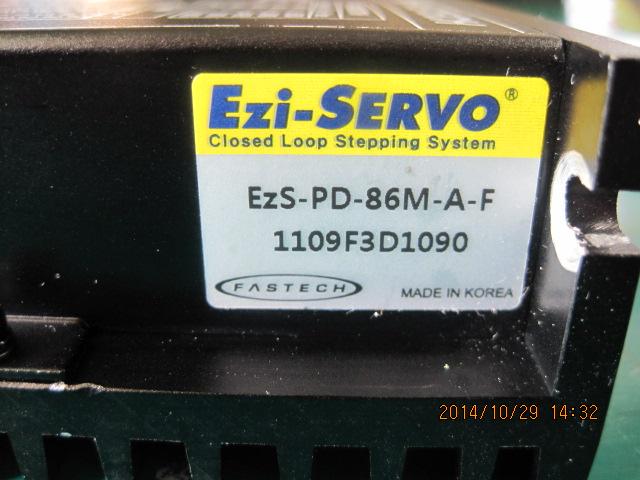 Ezi-SERVO®
Closed Loop Stepping System
EzS-PD-86M-A-F
1109F3D1090
FASTECH
MADE IN KOREA
2014/10/29 14:32